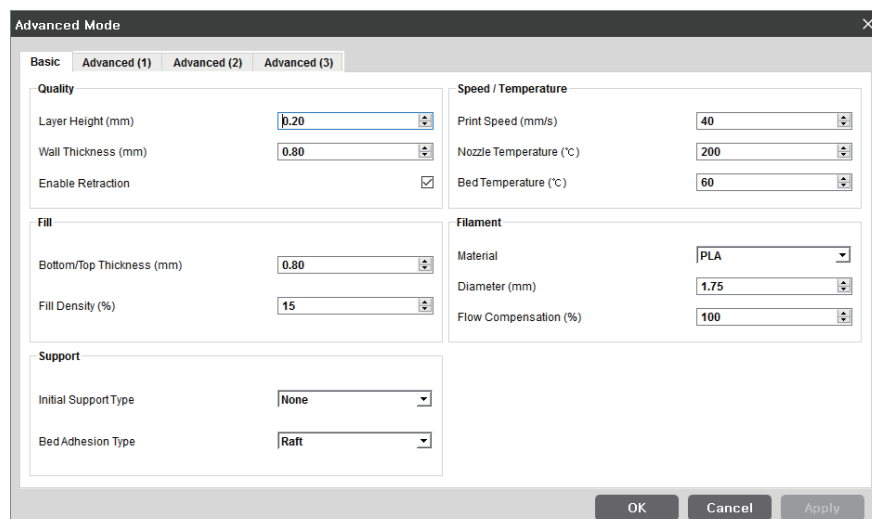 Advanced Mode
Basic Advanced (1) Advanced (2) Advanced (3)
Quality
Layer Height (mm) 0.20
Wall Thickness (mm) 0.80
Enable Retraction
Fill
Bottom/Top Thickness (mm) 0.80
Fill Density (%) 15
Support
Initial Support Type None
Bed Adhesion Type Raft
Speed / Temperature
Print Speed (mm/s) 40
Nozzle Temperature (℃) 200
Bed Temperature (℃) 60
Filament
Material PLA
Diameter (mm) 1.75
Flow Compensation (%) 100
OK Cancel Apply